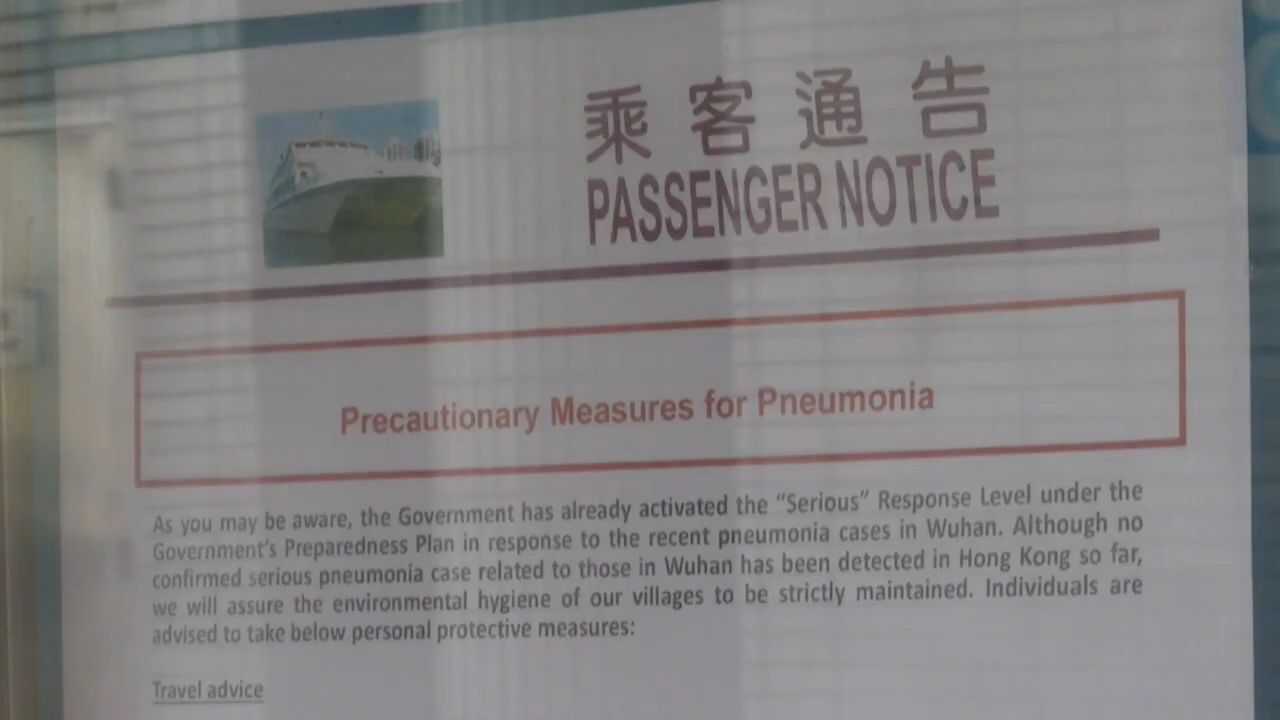 乘客通告
PASSENGER NOTICE
Precautionary Measures for Pneumonia
As you may be aware, the Government has already activated the “Serious” Response Level under the
Government’s Preparedness Plan in response to the recent pneumonia cases in Wuhan. Although no
confirmed serious pneumonia case related to those in Wuhan has been detected in Hong Kong so far,
we will assure the environmental hygiene of our villages to be strictly maintained. Individuals are
advised to take below personal protective measures:
Travel advice